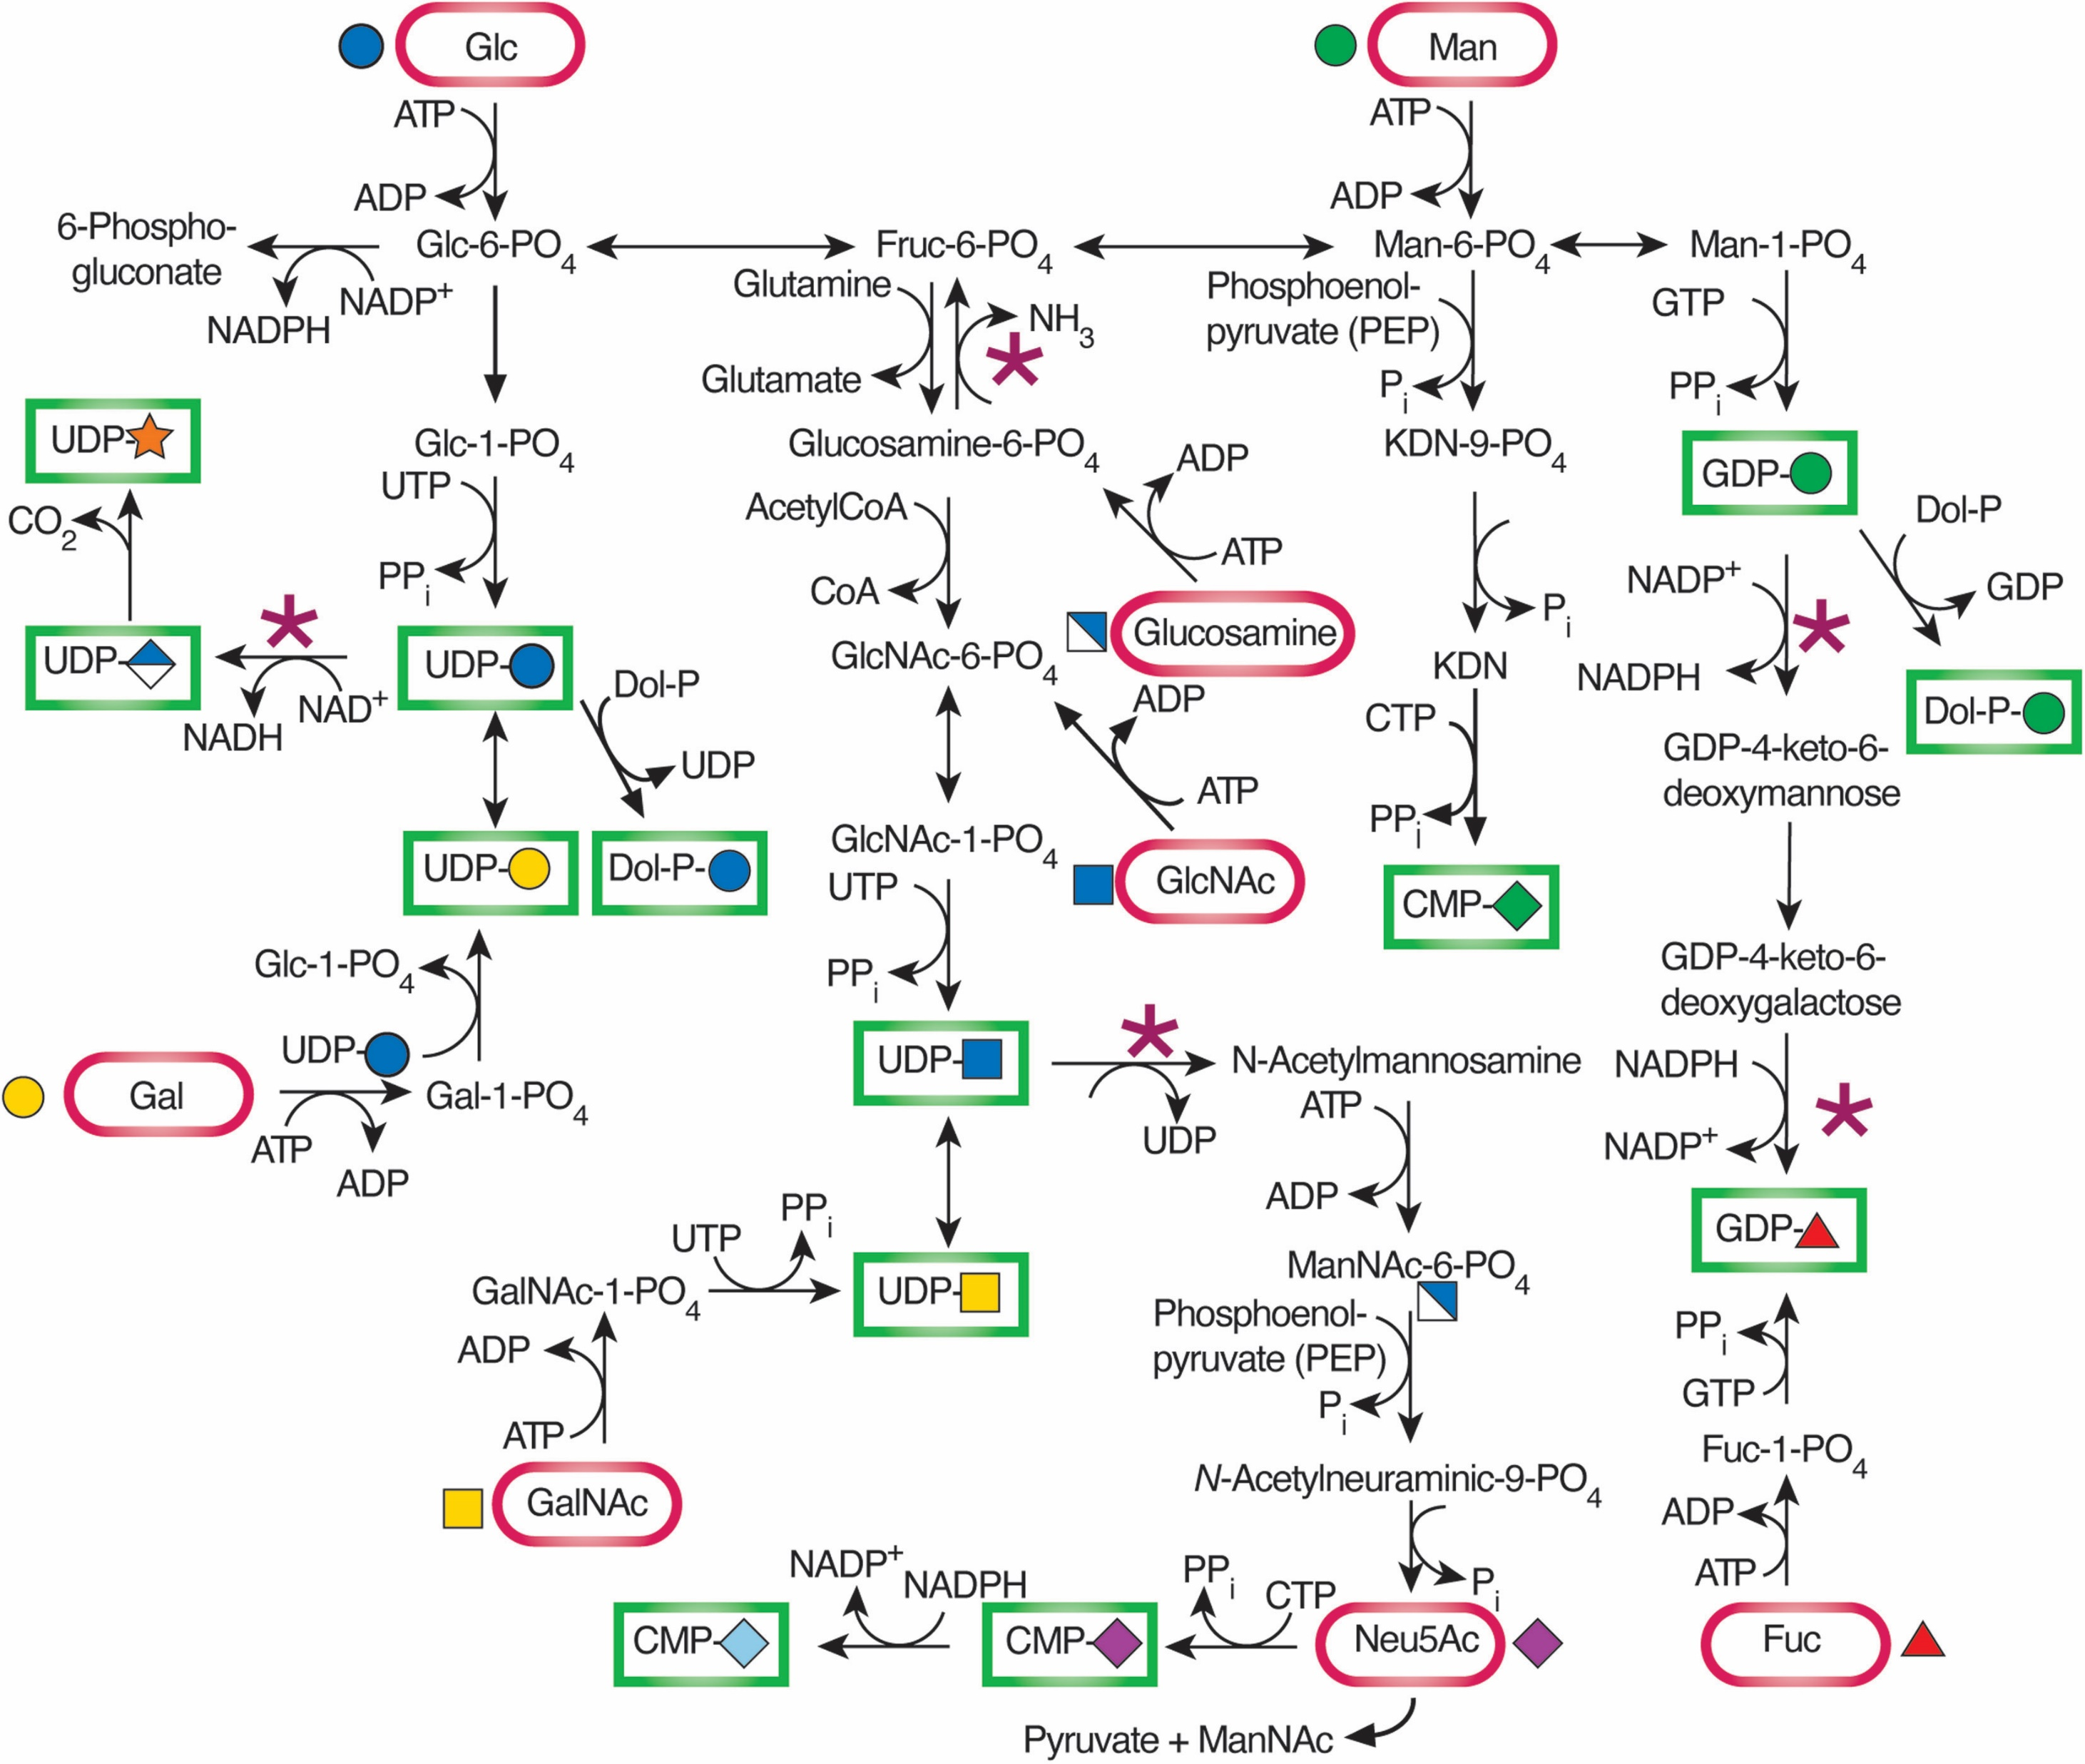 Glc
Man
ATP
ADP
ATP
ADP
6-Phospho-
gluconate
Glc-6-PO4
Fruc-6-PO4
Man-6-PO4
Man-1-PO4
NADP+
NADPH
Glutamine
Glutamate
NH3
*
Phosphoenol-
pyruvate (PEP)
Pi
GTP
PPi
UDP-
Glc-1-PO4
Glucosamine-6-PO4
KDN-9-PO4
GDP-
CO2
UTP
PPi
AcetylCoA
CoA
ADP
ATP
Pi
Dol-P
GDP
NADP+
NADPH
*
UDP-
*
NAD+
NADH
UDP-
Dol-P
UDP
GlcNAc-6-PO4
Glucosamine
KDN
Dol-P-
ADP
ATP
CTP
PPi
GDP-4-keto-6-
deoxymannose
UDP-
Dol-P-
GlcNAc-1-PO4
GlcNAc
CMP-
UTP
PPi
GDP-4-keto-6-
deoxygalactose
Glc-1-PO4
UDP-
Gal
Gal-1-PO4
ATP
ADP
UDP-
*
UDP
N-Acetylmannosamine
NADPH
NADP+
*
ATP
ADP
UTP
PPi
GalNAc-1-PO4
UDP-
ManNAc-6-PO4
GDP-
ADP
ATP
Phosphoenol-
pyruvate (PEP)
Pi
PPi
GTP
Fuc-1-PO4
GalNAc
N-Acetylneuraminic-9-PO4
ADP
ATP
Pi
NADP+
NADPH
PPi
CTP
CMP-
CMP-
Neu5Ac
Fuc
Pyruvate + ManNAc